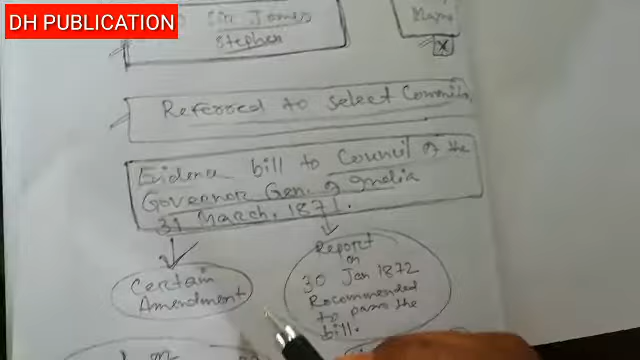 DH PUBLICATION
Sir James
Stephen
X
Referred to select Committee
Evidence bill to Council of the
Governor Gen. of India
31 March, 1871.
Certain
Amendment
Report
on
30 Jan 1872
Recommended
to pass the
bill.